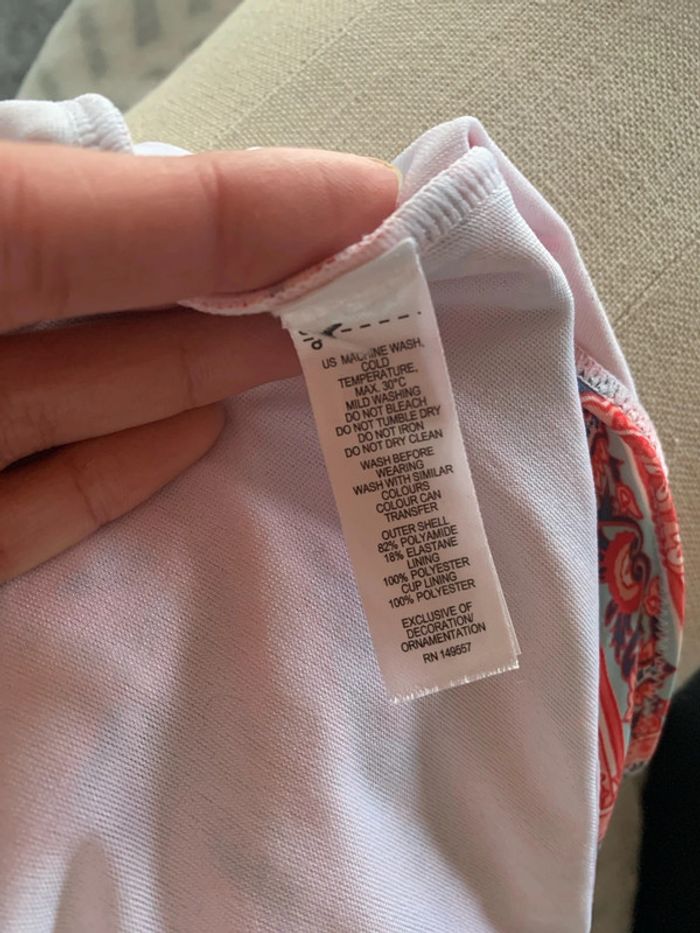 US MACHINE WASH,
COLD
TEMPERATURE,
MAX. 30°C
MILD WASHING
DO NOT BLEACH
DO NOT TUMBLE DRY
DO NOT IRON
DO NOT DRY CLEAN
WASH BEFORE
WEARING
WASH WITH SIMILAR
COLOURS
COLOUR CAN
TRANSFER
OUTER SHELL
82% POLYAMIDE
18% ELASTANE
LINING
100% POLYESTER
CUP LINING
100% POLYESTER
EXCLUSIVE OF
DECORATION/
ORNAMENTATION
RN 149557